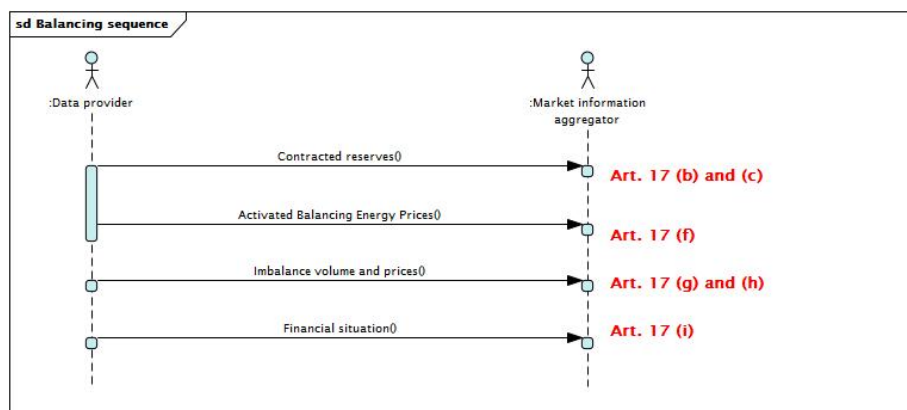 sd Balancing sequence
:Data provider
:Market information
aggregator
Contracted reserves()
Art. 17 (b) and (c)
Activated Balancing Energy Prices()
Art. 17 (f)
Imbalance volume and prices()
Art. 17 (g) and (h)
Financial situation()
Art. 17 (i)